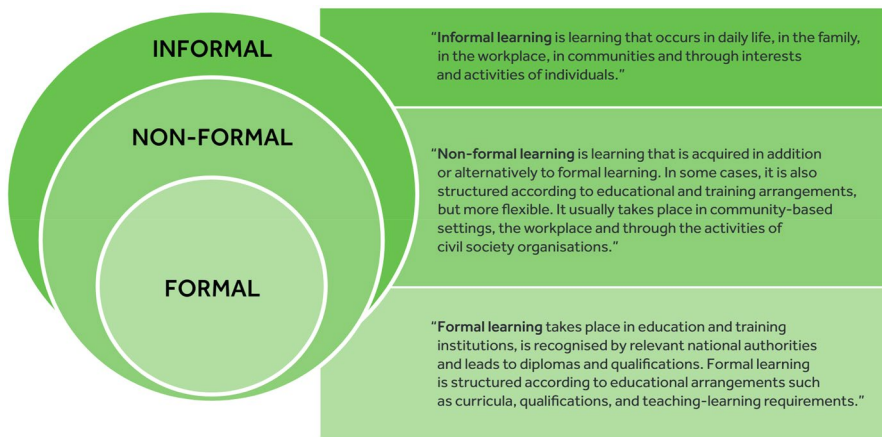 INFORMAL
NON-FORMAL
FORMAL
"Informal learning is learning that occurs in daily life, in the family,
in the workplace, in communities and through interests
and activities of individuals."
"Non-formal learning is learning that is acquired in addition
or alternatively to formal learning. In some cases, it is also
structured according to educational and training arrangements,
but more flexible. It usually takes place in community-based
settings, the workplace and through the activities of
civil society organisations."
"Formal learning takes place in education and training
institutions, is recognised by relevant national authorities
and leads to diplomas and qualifications. Formal learning
is structured according to educational arrangements such
as curricula, qualifications, and teaching-learning requirements."